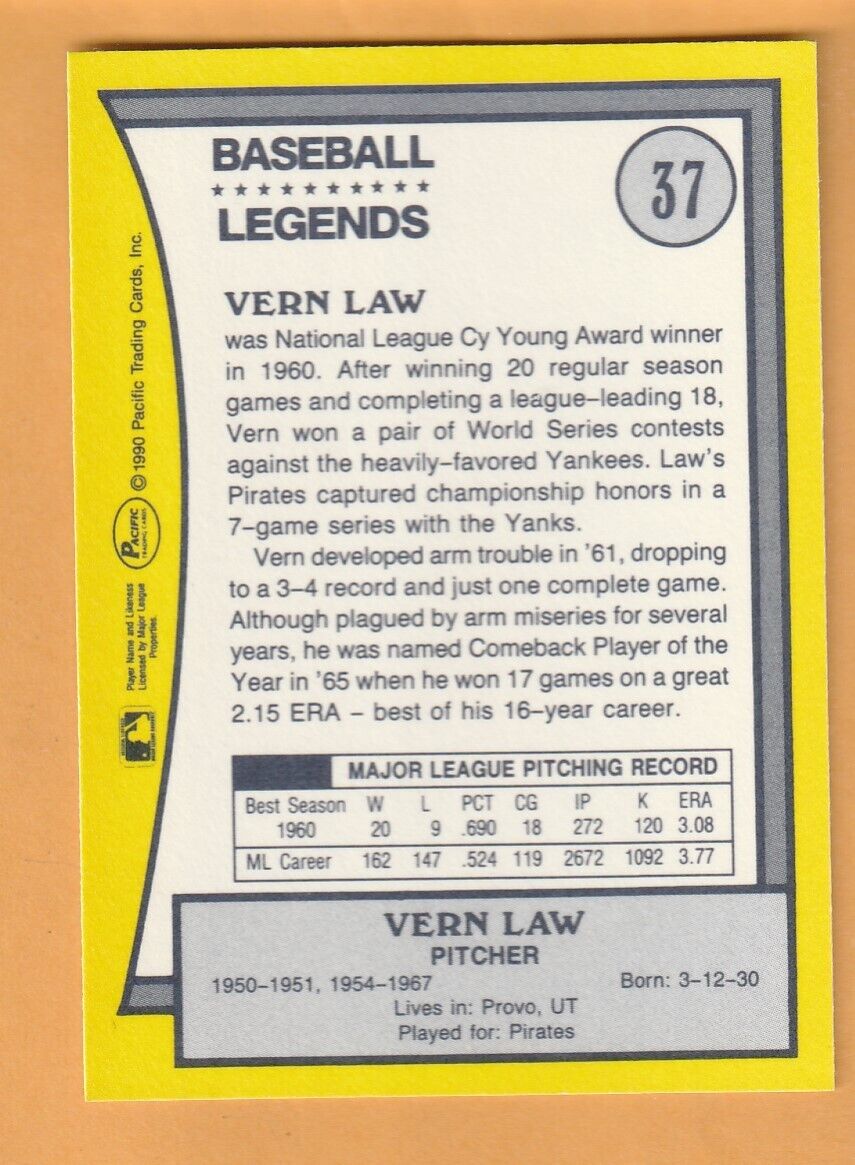 BASEBALL
★ ★ ★ ★ ★ ★ ★ ★ ★ ★
LEGENDS
37
VERN LAW
was National League Cy Young Award winner
in 1960. After winning 20 regular season
games and completing a league–leading 18,
Vern won a pair of World Series contests
against the heavily–favored Yankees. Law's
Pirates captured championship honors in a
7–game series with the Yanks.
Vern developed arm trouble in '61, dropping
to a 3–4 record and just one complete game.
Although plagued by arm miseries for several
years, he was named Comeback Player of the
Year in '65 when he won 17 games on a great
2.15 ERA – best of his 16–year career.
MAJOR LEAGUE PITCHING RECORD
Best Season W L PCT CG IP K ERA
1960 20 9 .690 18 272 120 3.08
ML Career 162 147 .524 119 2672 1092 3.77
VERN LAW
PITCHER
1950–1951, 1954–1967 Born: 3–12–30
Lives in: Provo, UT
Played for: Pirates
©1990 Pacific Trading Cards, Inc.
PACIFIC
TRADING CARDS
Player Name and Likeness
Licensed by Major League
Properties.